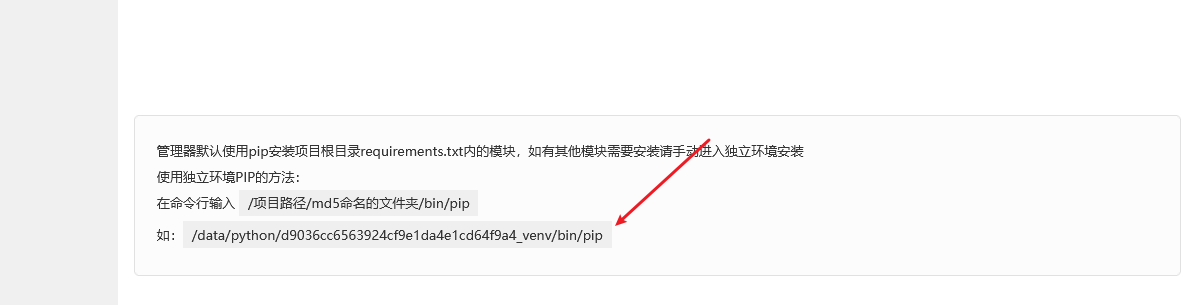 管理器默认使用pip安装项目根目录requirements.txt内的模块，如有其他模块需要安装请手动进入独立环境安装
使用独立环境PIP的方法：
在命令行输入 /项目路径/md5命名的文件夹/bin/pip
如： /data/python/d9036cc6563924cf9e1da4e1cd64f9a4_venv/bin/pip